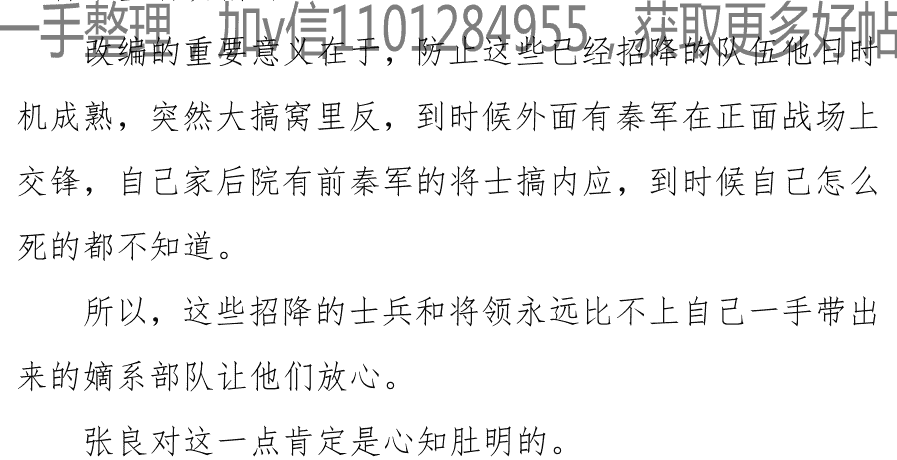 一手整理，加v信1101284955，获取更多好帖
改编的重要意义在于，防止这些已经招降的队伍他日时
机成熟，突然大搞窝里反，到时候外面有秦军在正面战场上
交锋，自己家后院有前秦军的将士搞内应，到时候自己怎么
死的都不知道。
所以，这些招降的士兵和将领永远比不上自己一手带出
来的嫡系部队让他们放心。
张良对这一点肯定是心知肚明的。